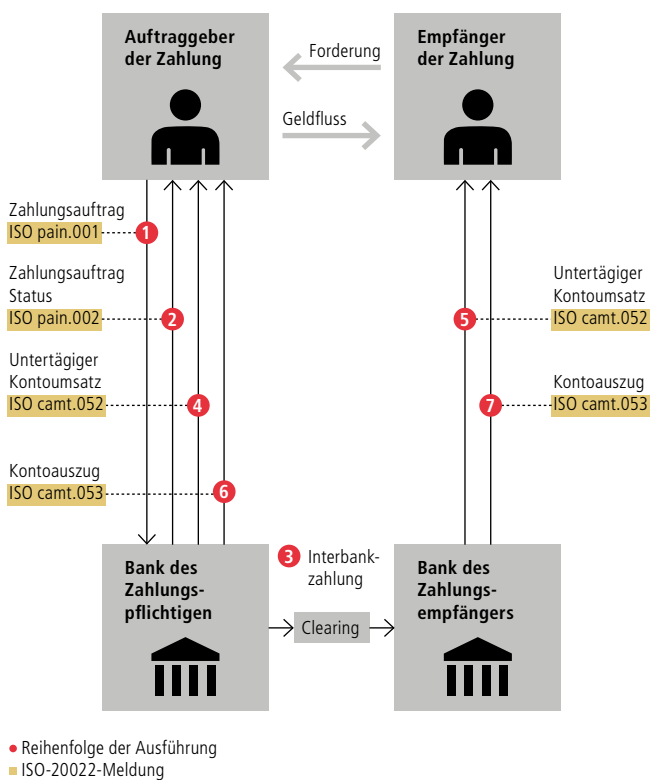 Auftraggeber
der Zahlung
Forderung
Empfänger
der Zahlung
Geldfluss
Zahlungsauftrag
ISO pain.001
1
Zahlungsauftrag
Status
ISO pain.002
2
Untertägiger
Kontoumsatz
ISO camt.052
4
Kontoauszug
ISO camt.053
6
5
Untertägiger
Kontoumsatz
ISO camt.052
7
Kontoauszug
ISO camt.053
Bank des
Zahlungs-
pflichtigen
3 Interbank-
zahlung
Clearing
Bank des
Zahlungs-
empfängers
Reihenfolge der Ausführung
ISO-20022-Meldung